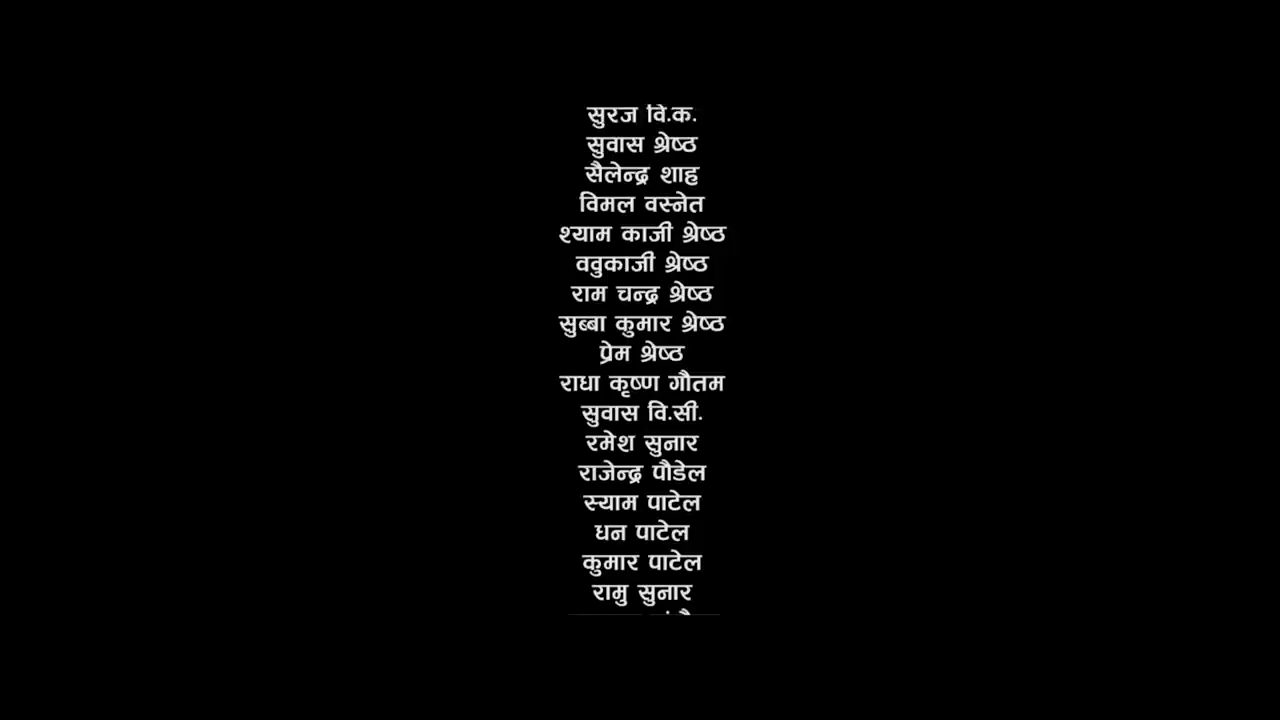 सुरज वि.क.
सुवास श्रेष्ठ
सैलेन्द्र शाह
विमल वस्नेत
श्याम काजी श्रेष्ठ
ववुकाजी श्रेष्ठ
राम चन्द्र श्रेष्ठ
सुब्बा कुमार श्रेष्ठ
प्रेम श्रेष्ठ
राधा कृष्ण गौतम
सुवास वि.सी.
रमेश सुनार
राजेन्द्र पौडेल
स्याम पाटेल
धन पाटेल
कुमार पाटेल
रामु सुनार